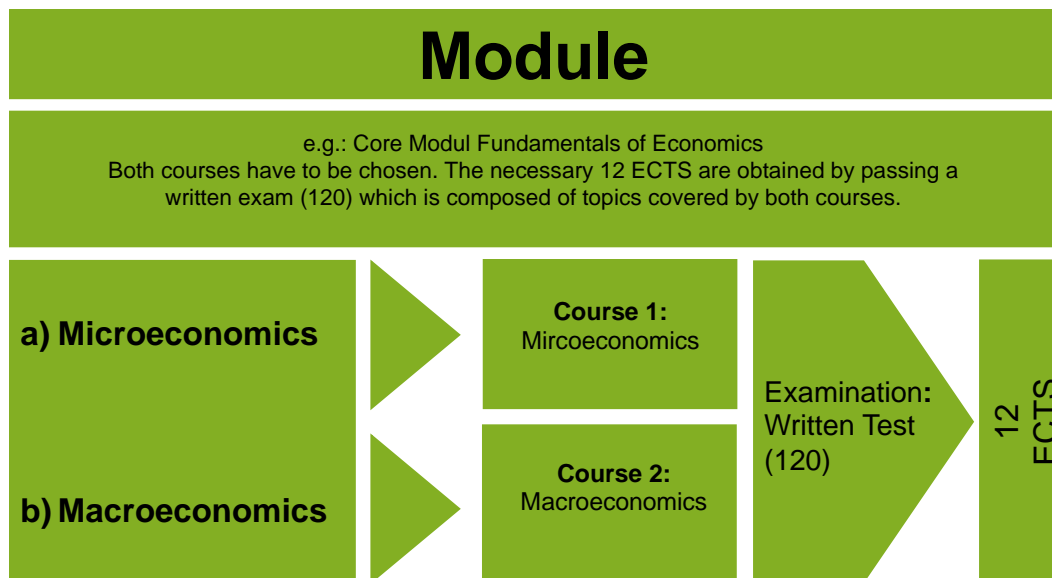 Module
e.g.: Core Modul Fundamentals of Economics
Both courses have to be chosen. The necessary 12 ECTS are obtained by passing a
written exam (120) which is composed of topics covered by both courses.
a) Microeconomics
b) Macroeconomics
Course 1:
Mircoeconomics
Course 2:
Macroeconomics
Examination:
Written Test
(120)
12
ECTS